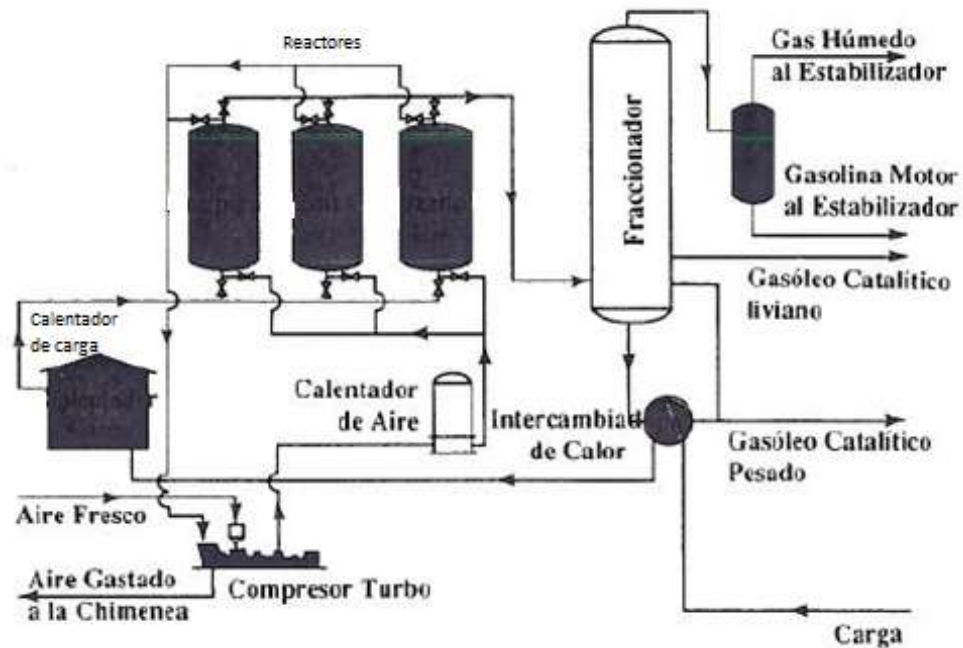 Reactores
Gas Húmedo
al Estabilizador
Fraccionador
Gasolina Motor
al Estabilizador
Gasóleo Catalítico
liviano
Calentador
de carga
Calentador
de Aire
Intercambiad
de Calor
Gasóleo Catalítico
Pesado
Aire Fresco
Aire Gastado
a la Chimenea
Compresor Turbo
Carga